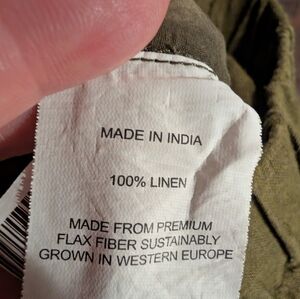 MADE IN INDIA
100% LINEN
MADE FROM PREMIUM
FLAX FIBER SUSTAINABLY
GROWN IN WESTERN EUROPE